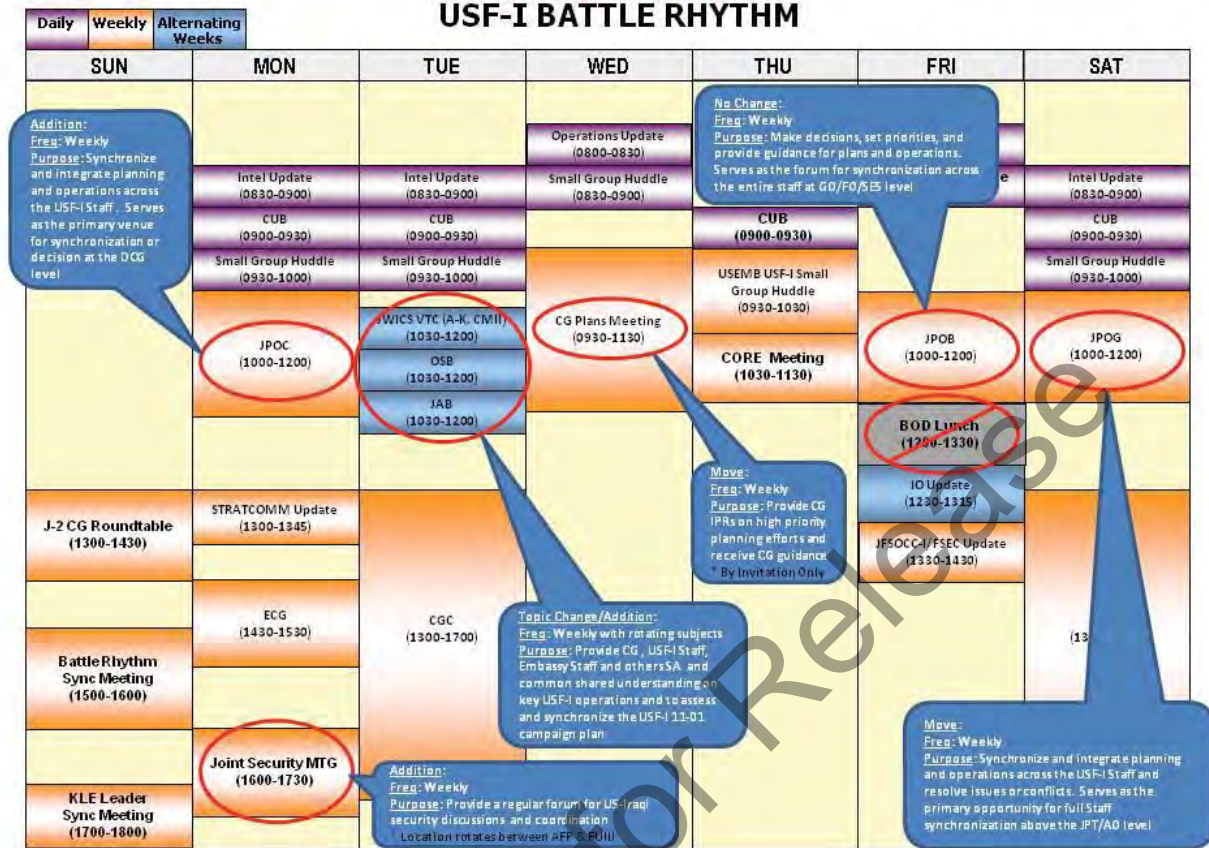 USF-I BATTLE RHYTHM
Daily
Weekly
Alternating
Weeks
SUN
MON
TUE
WED
THU
FRI
SAT
Addition:
Freq: Weekly
Purpose: Synchronize
and integrate planning
and operations across
the USF-I Staff. Serves
as the primary venue
for synchronization or
decision at the DCG
level
J-2 CG Roundtable
(1300-1430)
Battle Rhythm
Sync Meeting
(1500-1600)
KLE Leader
Sync Meeting
(1700-1800)
Intel Update
(0830-0900)
CUB
(0900-0930)
Small Group Huddle
(0930-1000)
JPOC
(1000-1200)
STRATCOMM Update
(1300-1345)
ECG
(1430-1530)
Joint Security MTG
(1600-1730)
Intel Update
(0830-0900)
CUB
(0900-0930)
Small Group Huddle
(0930-1000)
SWICS VTC (A-K, CMII)
(1030-1200)
OSB
(1030-1200)
JAB
(1030-1200)
CGC
(1300-1700)
Addition:
Freq: Weekly
Purpose: Provide a regular forum for US-Iraqi
security discussions and coordination
* Location rotates between AFP &
Operations Update
(0800-0830)
Small Group Huddle
(0830-0900)
CG Plans Meeting
(0930-1130)
Topic Change/Addition:
Freq: Weekly with rotating subjects
Purpose: Provide CG, USF-I Staff,
Embassy Staff and others SA and
common shared understanding on
key USF-I operations and to assess
and synchronize the USF-I 11-01
campaign plan
No Change:
Freq: Weekly
Purpose: Make decisions, set priorities, and
provide guidance for plans and operations.
Serves as the forum for synchronization across
the entire staff at GO/FO/SES level
CUB
(0900-0930)
USEMB USF-I Small
Group Huddle
(0930-1030)
CORE Meeting
(1030-1130)
Move:
Freq: Weekly
Purpose: Provide CG
IPRs on high priority
planning efforts and
receive CG guidance
* By Invitation Only
JPOB
(1000-1200)
BOD Lunch
(1200-1330)
IO Update
(1230-1315)
JFSOCC-I/FSEC Update
(1330-1430)
Intel Update
(0830-0900)
CUB
(0900-0930)
Small Group Huddle
(0930-1000)
JPOG
(1000-1200)
Move:
Freq: Weekly
Purpose: Synchronize and integrate planning
and operations across the USF-I Staff and
resolve issues or conflicts. Serves as the
primary opportunity for full Staff
synchronization above the JPT/AO level
or Release